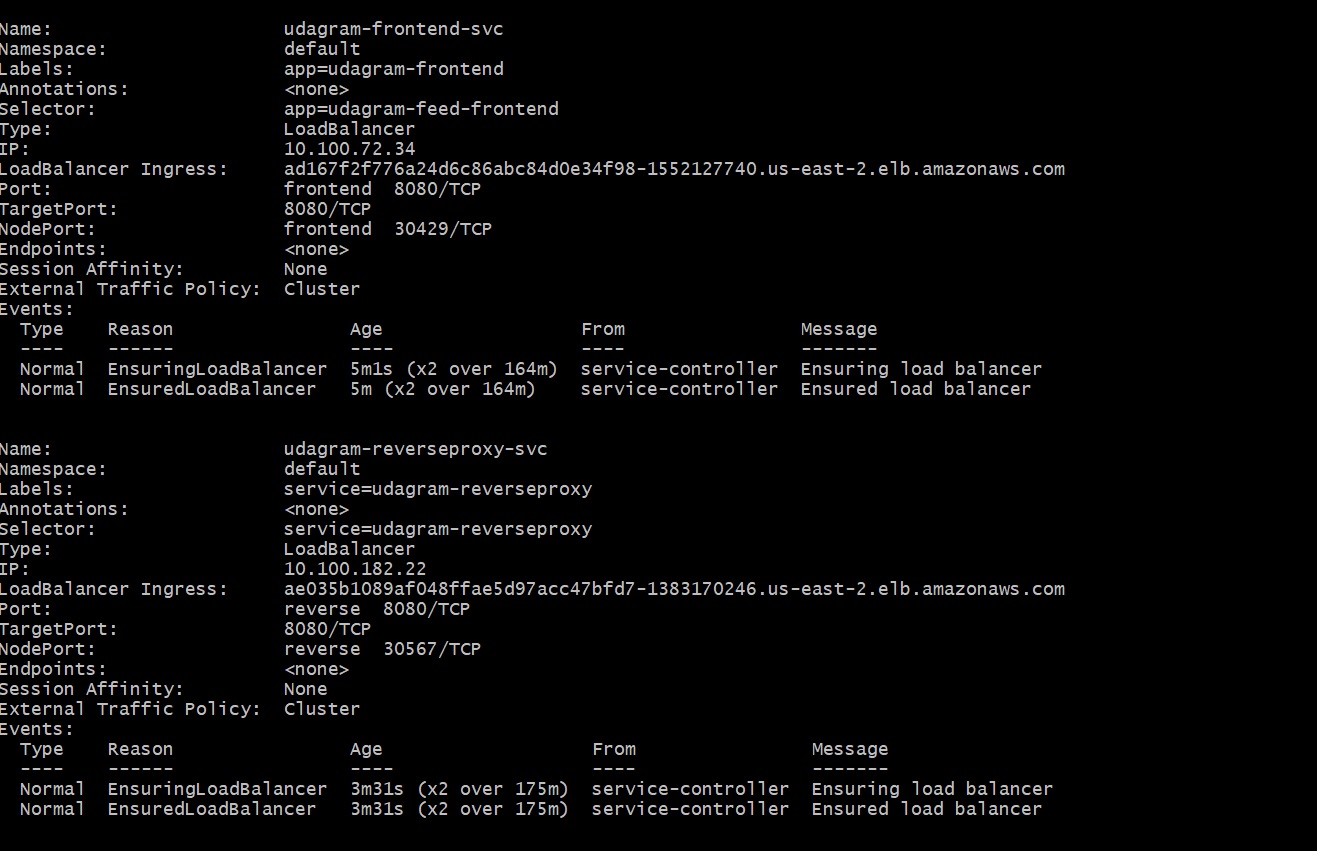 Name:                     udagram-frontend-svc
Namespace:                default
Labels:                   app=udagram-frontend
Annotations:              <none>
Selector:                 app=udagram-feed-frontend
Type:                     LoadBalancer
IP:                       10.100.72.34
LoadBalancer Ingress:     ad167f2f776a24d6c86abc84d0e34f98-1552127740.us-east-2.elb.amazonaws.com
Port:                     frontend  8080/TCP
TargetPort:               8080/TCP
NodePort:                 frontend  30429/TCP
Endpoints:                <none>
Session Affinity:         None
External Traffic Policy:  Cluster
Events:
  Type    Reason                Age                 From                Message
  ----    ------                ----                ----                -------
  Normal  EnsuringLoadBalancer  5m1s (x2 over 164m)  service-controller  Ensuring load balancer
  Normal  EnsuredLoadBalancer   5m (x2 over 164m)    service-controller  Ensured load balancer
Name:                     udagram-reverseproxy-svc
Namespace:                default
Labels:                   service=udagram-reverseproxy
Annotations:              <none>
Selector:                 service=udagram-reverseproxy
Type:                     LoadBalancer
IP:                       10.100.182.22
LoadBalancer Ingress:     ae035b1089af048ffae5d97acc47bfd7-1383170246.us-east-2.elb.amazonaws.com
Port:                     reverse  8080/TCP
TargetPort:               8080/TCP
NodePort:                 reverse  30567/TCP
Endpoints:                <none>
Session Affinity:         None
External Traffic Policy:  Cluster
Events:
  Type    Reason                Age                   From                Message
  ----    ------                ----                  ----                -------
  Normal  EnsuringLoadBalancer  3m31s (x2 over 175m)  service-controller  Ensuring load balancer
  Normal  EnsuredLoadBalancer   3m31s (x2 over 175m)  service-controller  Ensured load balancer